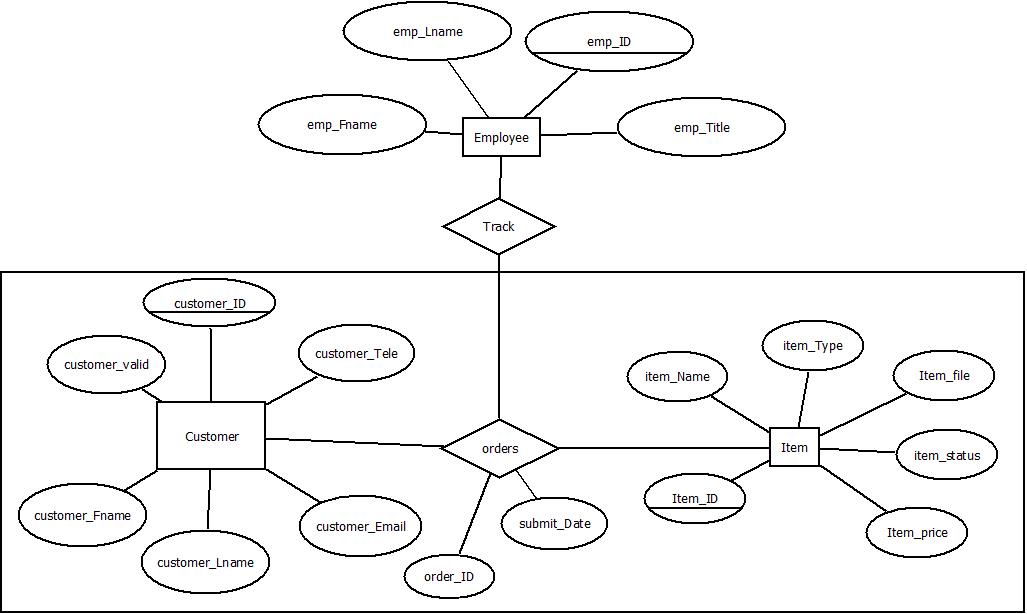 emp_Lname
emp_ID
emp_Fname
emp_Title
Employee
Track
customer_ID
customer_valid
customer_Tele
item_Type
item_Name
Item_file
Customer
orders
Item
item_status
Item_ID
customer_Fname
customer_Email
submit_Date
Item_price
customer_Lname
order_ID